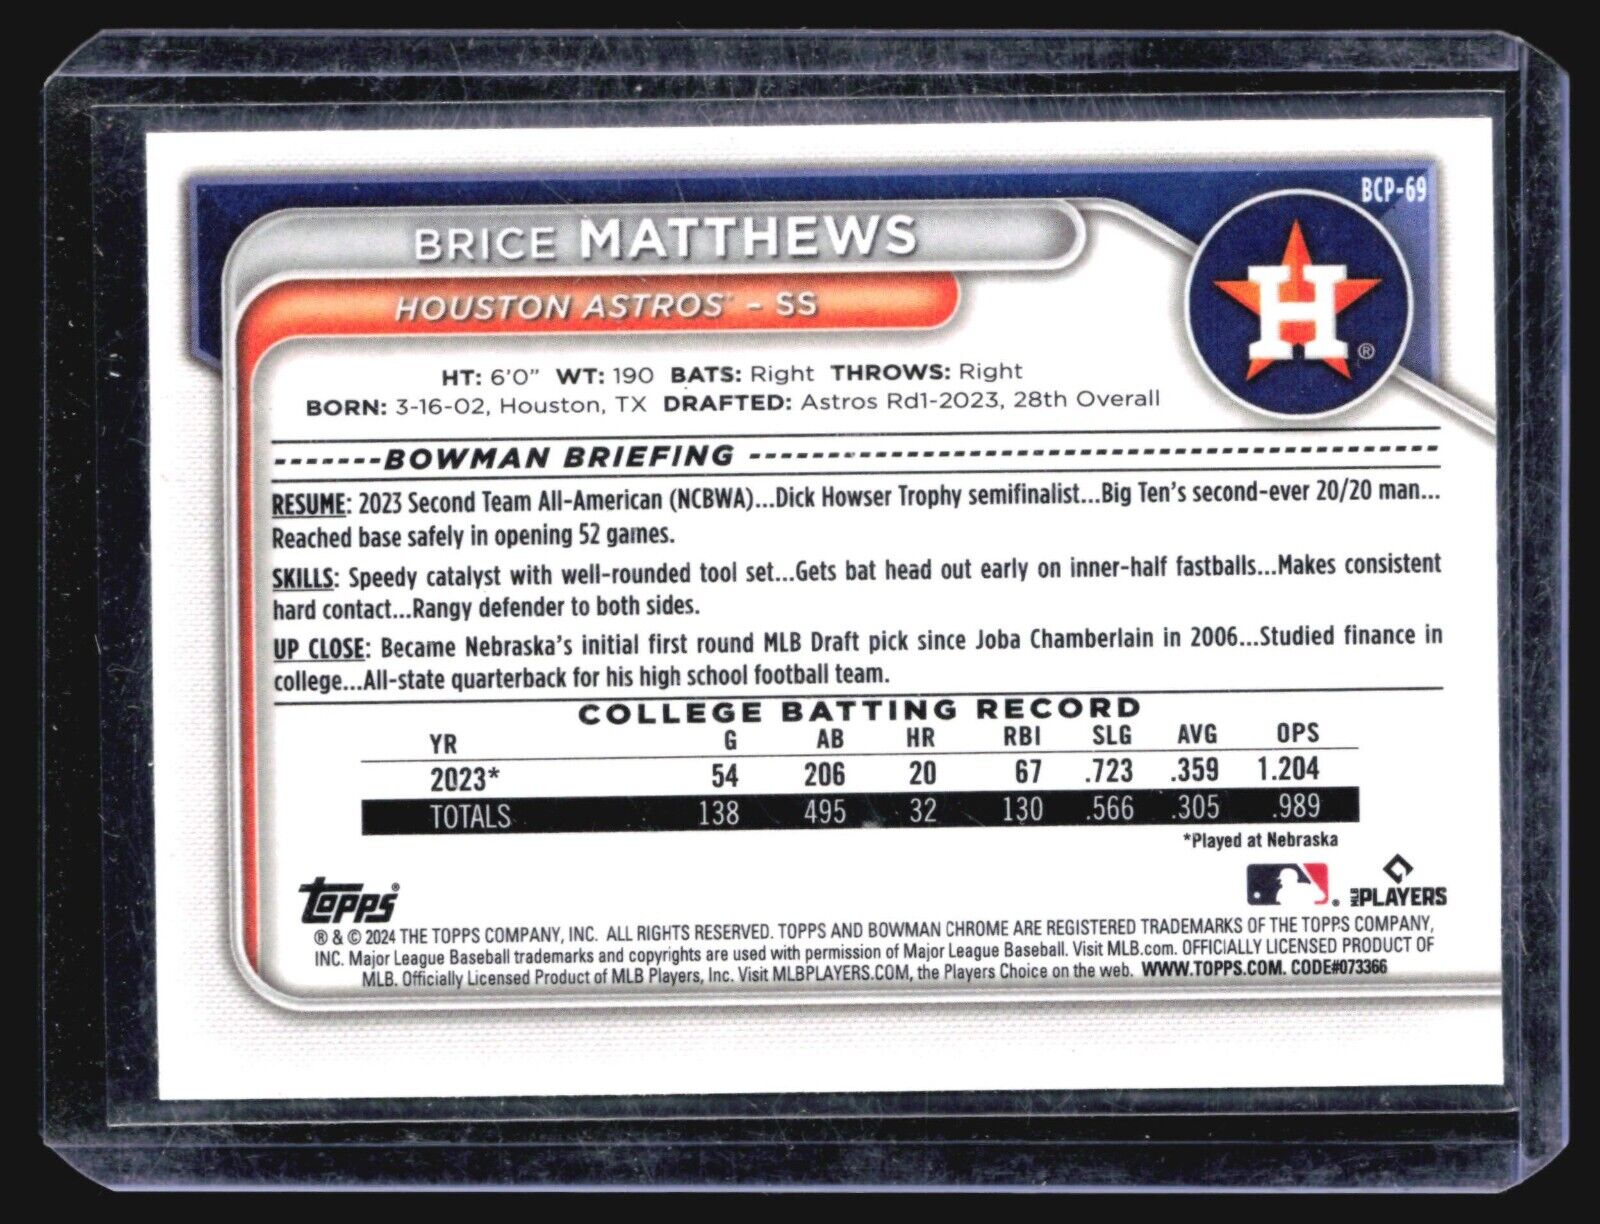 BCP-69
BRICE MATTHEWS
HOUSTON ASTROS - SS
H ®
HT: 6'0" WT: 190 BATS: Right THROWS: Right
BORN: 3-16-02, Houston, TX DRAFTED: Astros Rd1-2023, 28th Overall
BOWMAN BRIEFING
RESUME: 2023 Second Team All-American (NCBWA)...Dick Howser Trophy semifinalist...Big Ten's second-ever 20/20 man...
Reached base safely in opening 52 games.
SKILLS: Speedy catalyst with well-rounded tool set...Gets bat head out early on inner-half fastballs...Makes consistent
hard contact...Rangy defender to both sides.
UP CLOSE: Became Nebraska's initial first round MLB Draft pick since Joba Chamberlain in 2006...Studied finance in
college...All-state quarterback for his high school football team.
COLLEGE BATTING RECORD
YR G AB HR RBI SLG AVG OPS
2023* 54 206 20 67 .723 .359 1.204
TOTALS 138 495 32 130 .566 .305 .989
*Played at Nebraska
Topps®
® MLB PLAYERS
® & © 2024 THE TOPPS COMPANY, INC. ALL RIGHTS RESERVED. TOPPS AND BOWMAN CHROME ARE REGISTERED TRADEMARKS OF THE TOPPS COMPANY,
INC. Major League Baseball trademarks and copyrights are used with permission of Major League Baseball. Visit MLB.com. OFFICIALLY LICENSED PRODUCT OF
MLB. Officially Licensed Product of MLB Players, Inc. Visit MLBPLAYERS.COM, the Players Choice on the web. WWW.TOPPS.COM. CODE#073366